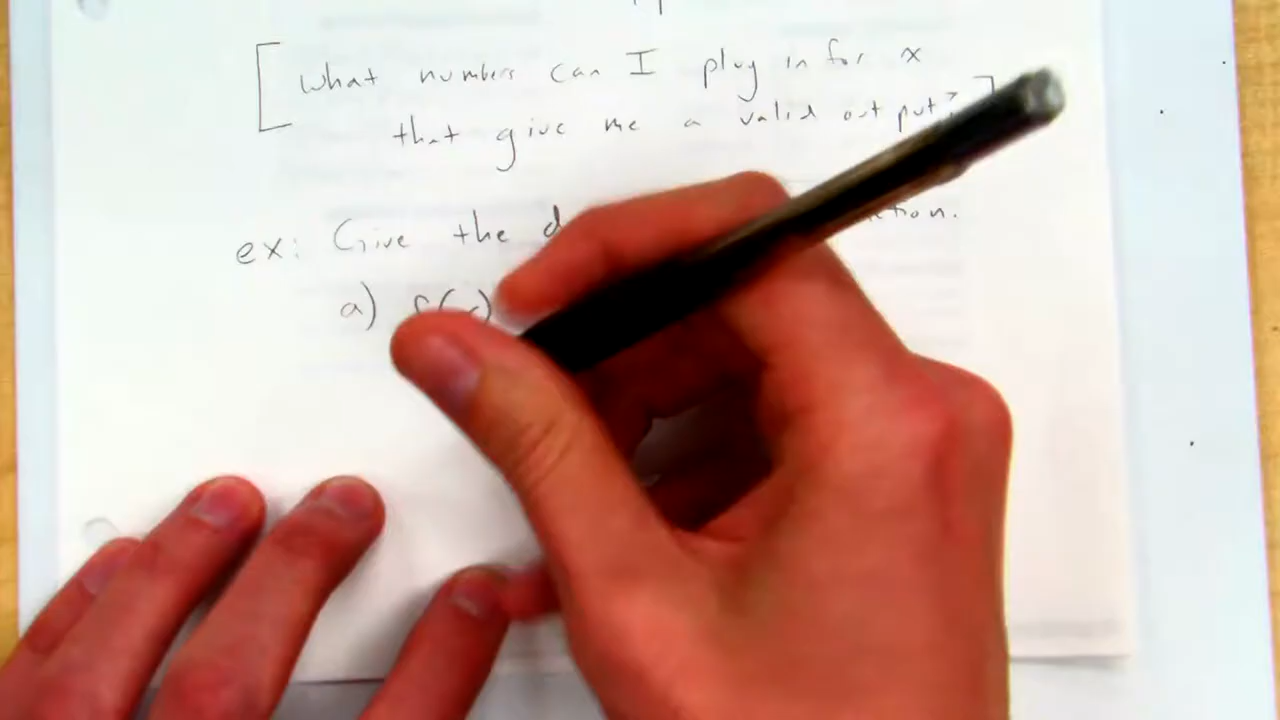 [What numbers can I plug in for x
that give me a valid output?]
ex: Give the
a) f(x)